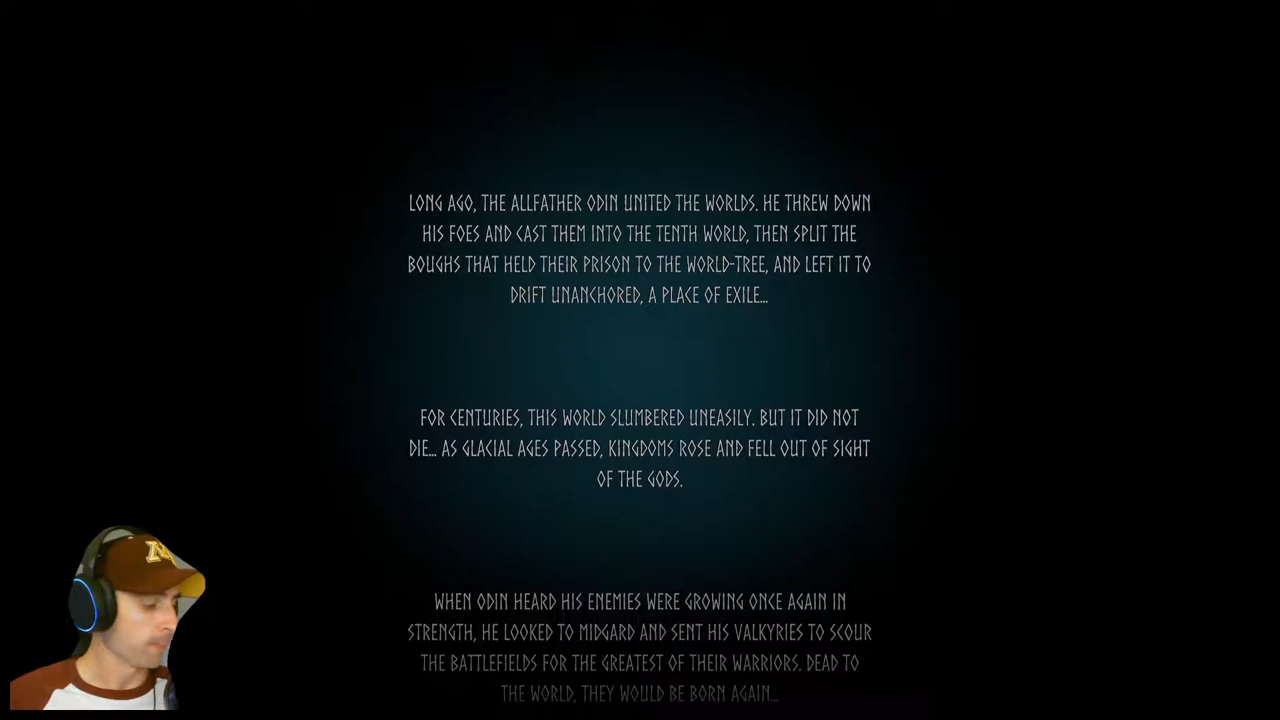 LONG AGO, THE ALLFATHER ODIN UNITED THE WORLDS. HE THREW DOWN
HIS FOES AND CAST THEM INTO THE TENTH WORLD, THEN SPLIT THE
BOUGHS THAT HELD THEIR PRISON TO THE WORLD-TREE, AND LEFT IT TO
DRIFT UNANCHORED, A PLACE OF EXILE...
FOR CENTURIES, THIS WORLD SLUMBERED UNEASILY. BUT IT DID NOT
DIE... AS GLACIAL AGES PASSED, KINGDOMS ROSE AND FELL OUT OF SIGHT
OF THE GODS.
WHEN ODIN HEARD HIS ENEMIES WERE GROWING ONCE AGAIN IN
STRENGTH, HE LOOKED TO MIDGARD AND SENT HIS VALKYRIES TO SCOUR
THE BATTLEFIELDS FOR THE GREATEST OF THEIR WARRIORS. DEAD TO
THE WORLD, THEY WOULD BE BORN AGAIN...
M